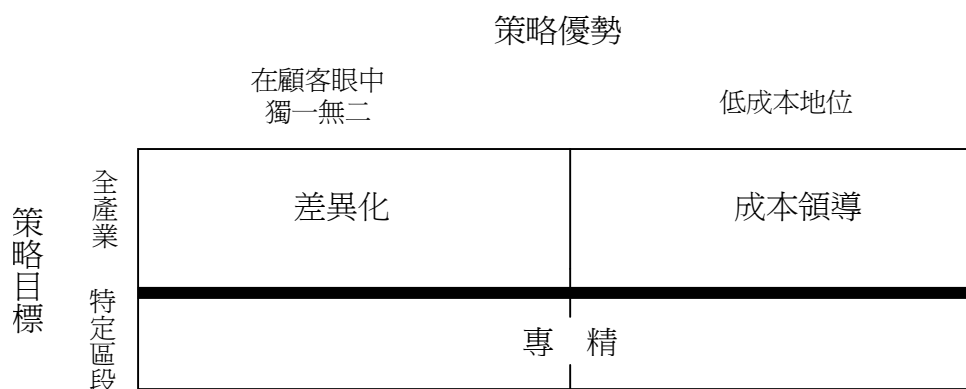 策略優勢
在顧客眼中
獨一無二
低成本地位
策略目標
全產業
差異化
成本領導
特定區段
專 精